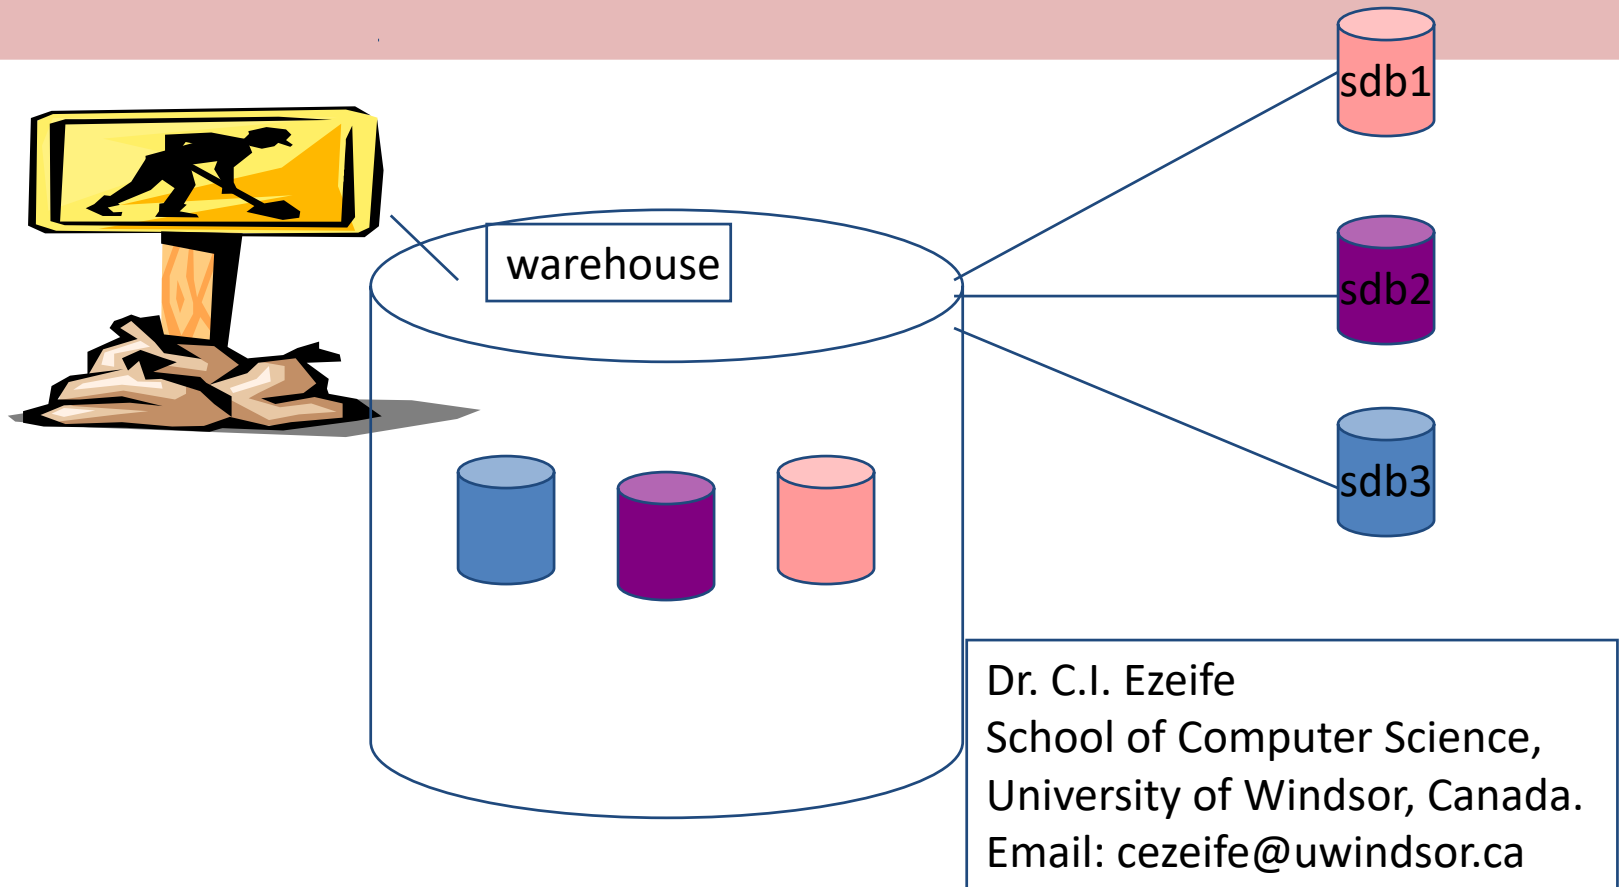 sdb1
warehouse
sdb2
sdb3
Dr. C.I. Ezeife
School of Computer Science,
University of Windsor, Canada.
Email: cezeife@uwindsor.ca